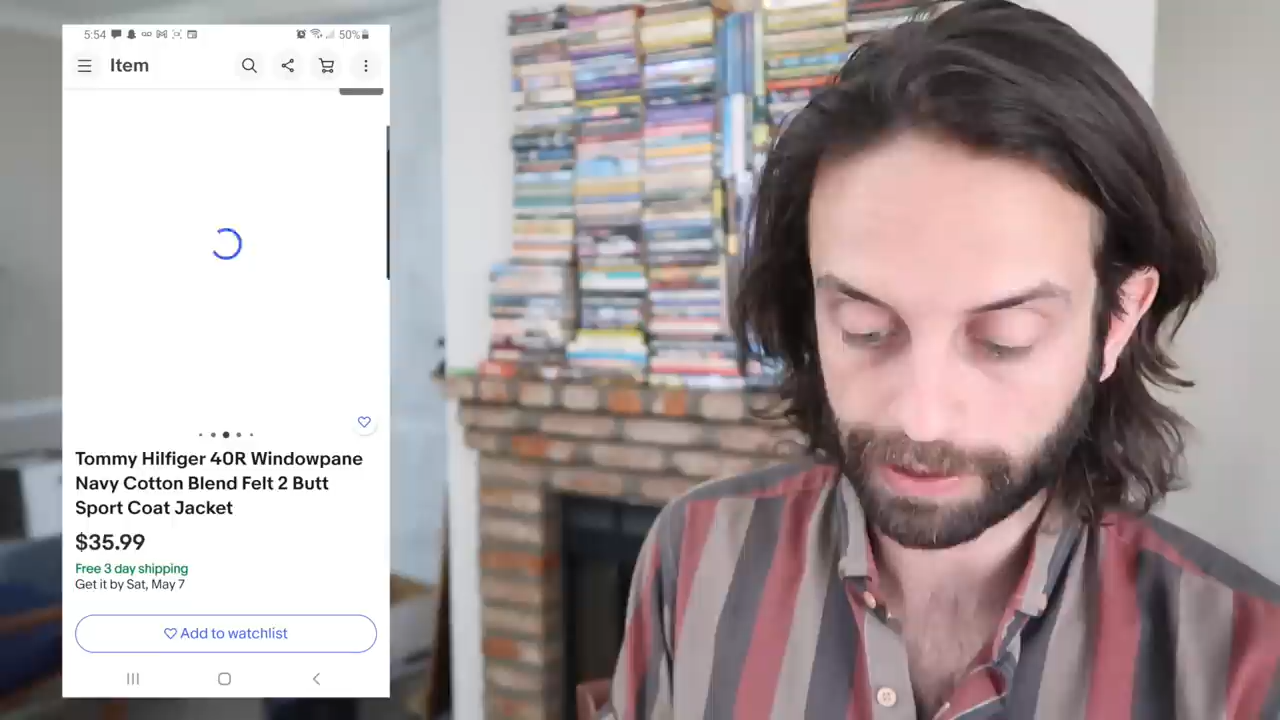 5:54
50%
Item
Tommy Hilfiger 40R Windowpane
Navy Cotton Blend Felt 2 Butt
Sport Coat Jacket
$35.99
Free 3 day shipping
Get it by Sat, May 7
Add to watchlist